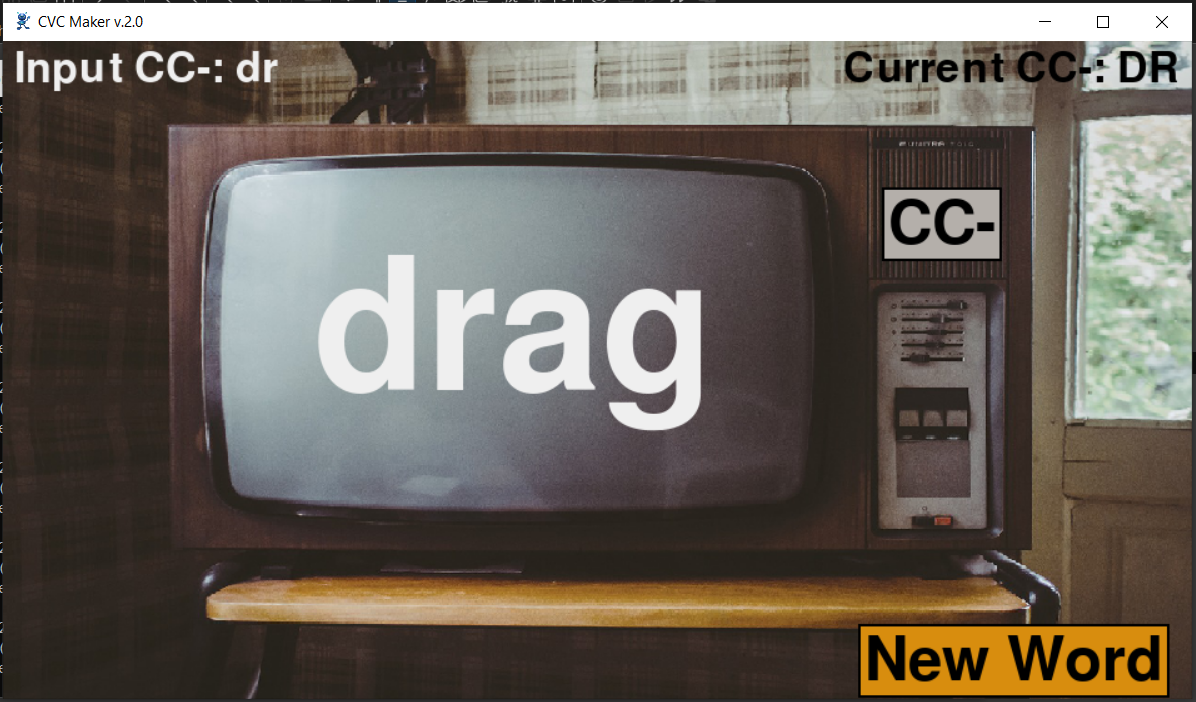 CVC Maker v.2.0
Input CC-: dr
Current CC-: DR
CC-
drag
New Word